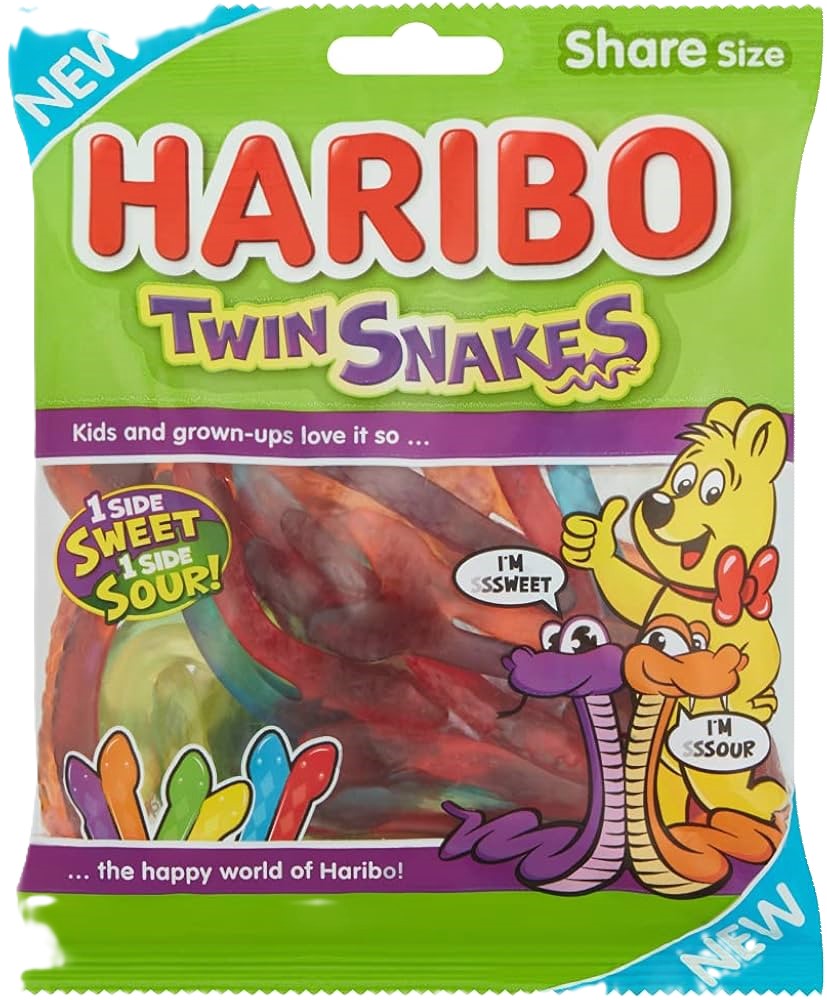 NEW
Share Size
HARIBO
TWIN SNAKES
Kids and grown-ups love it so ...
1 SIDE
SWEET
1 SIDE
SOUR!
I'M
SSSWEET
I'M
SSSOUR
... the happy world of Haribo!
NEW